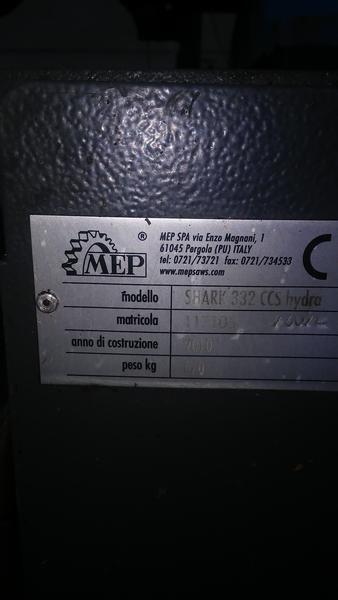 MEP ®
MEP SPA via Enzo Magnani, 1
61045 Pergola (PU) ITALY
tel: 0721/73721 fax: 0721/734533
www.mepsaws.com
CE
modello SHARK 332 CCS hydra
matricola
anno di costruzione
peso kg